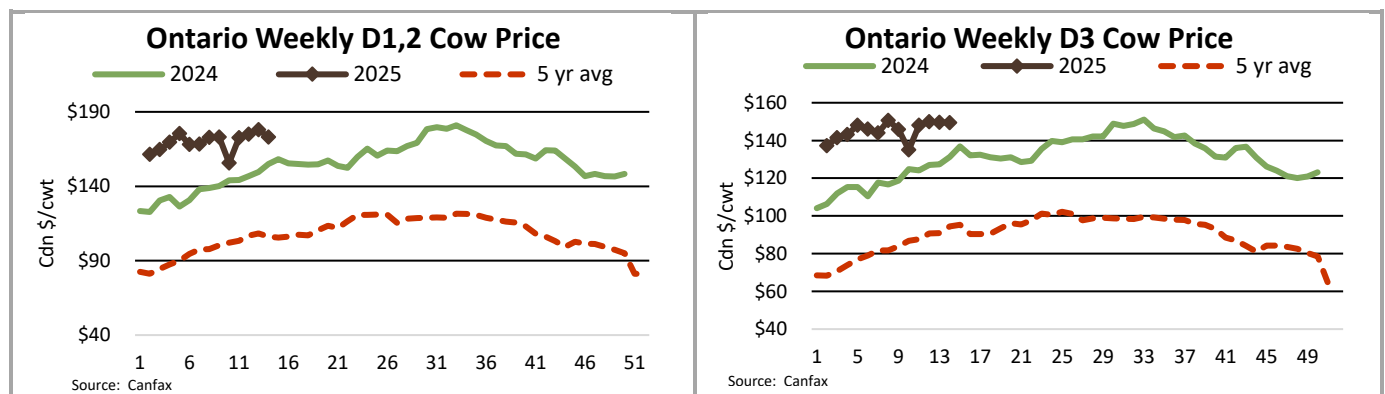 Ontario Weekly D1,2 Cow Price
2024 2025 5 yr avg
$190
$140
$90
$40
Cdn $/cwt
1 6 11 16 21 26 31 36 41 46 51
Source: Canfax
Ontario Weekly D3 Cow Price
2024 2025 5 yr avg
$160
$140
$120
$100
$80
$60
$40
Cdn $/cwt
1 5 9 13 17 21 25 29 33 37 41 45 49
Source: Canfax